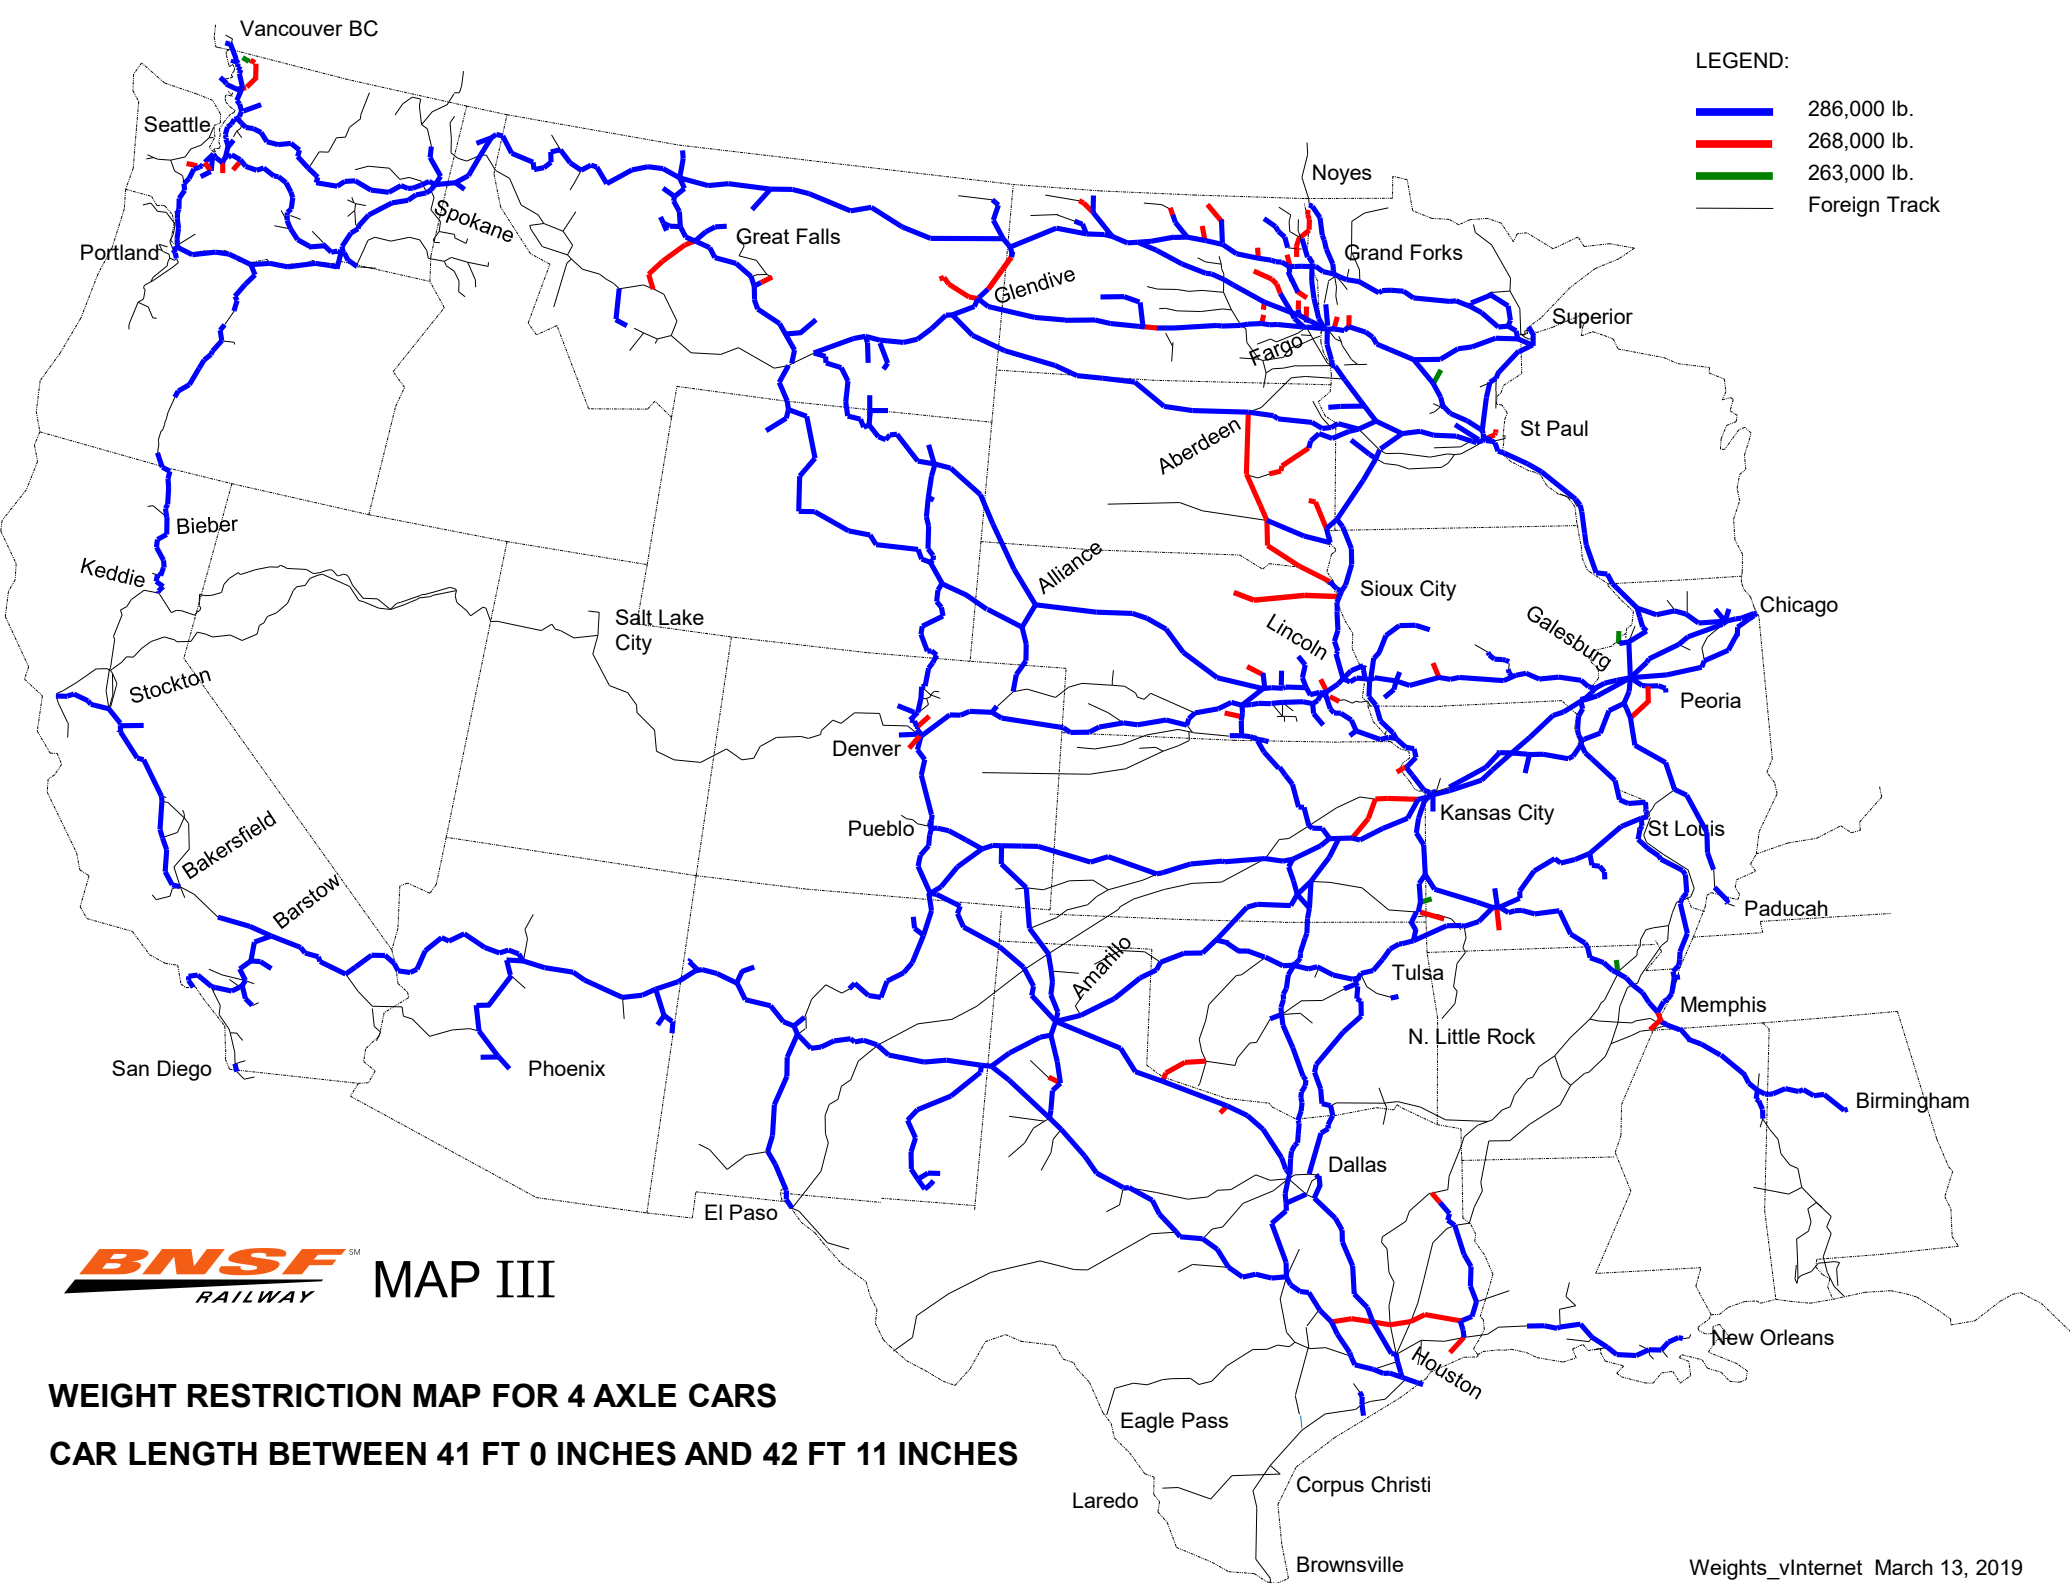 Vancouver BC
LEGEND:
286,000 lb.
268,000 lb.
263,000 lb.
Foreign Track
Seattle
Noyes
Spokane
Great Falls
Grand Forks
Portland
Glendive
Superior
Fargo
Aberdeen
St Paul
Bieber
Keddie
Alliance
Sioux City
Chicago
Salt Lake
City
Lincoln
Galesburg
Stockton
Peoria
Denver
Pueblo
Kansas City
St Louis
Bakersfield
Barstow
Paducah
Amarillo
Tulsa
Memphis
N. Little Rock
San Diego
Phoenix
Birmingham
Dallas
El Paso
BNSF SM
RAILWAY
MAP III
New Orleans
Houston
WEIGHT RESTRICTION MAP FOR 4 AXLE CARS
Eagle Pass
CAR LENGTH BETWEEN 41 FT 0 INCHES AND 42 FT 11 INCHES
Corpus Christi
Laredo
Brownsville
Weights_vInternet March 13, 2019